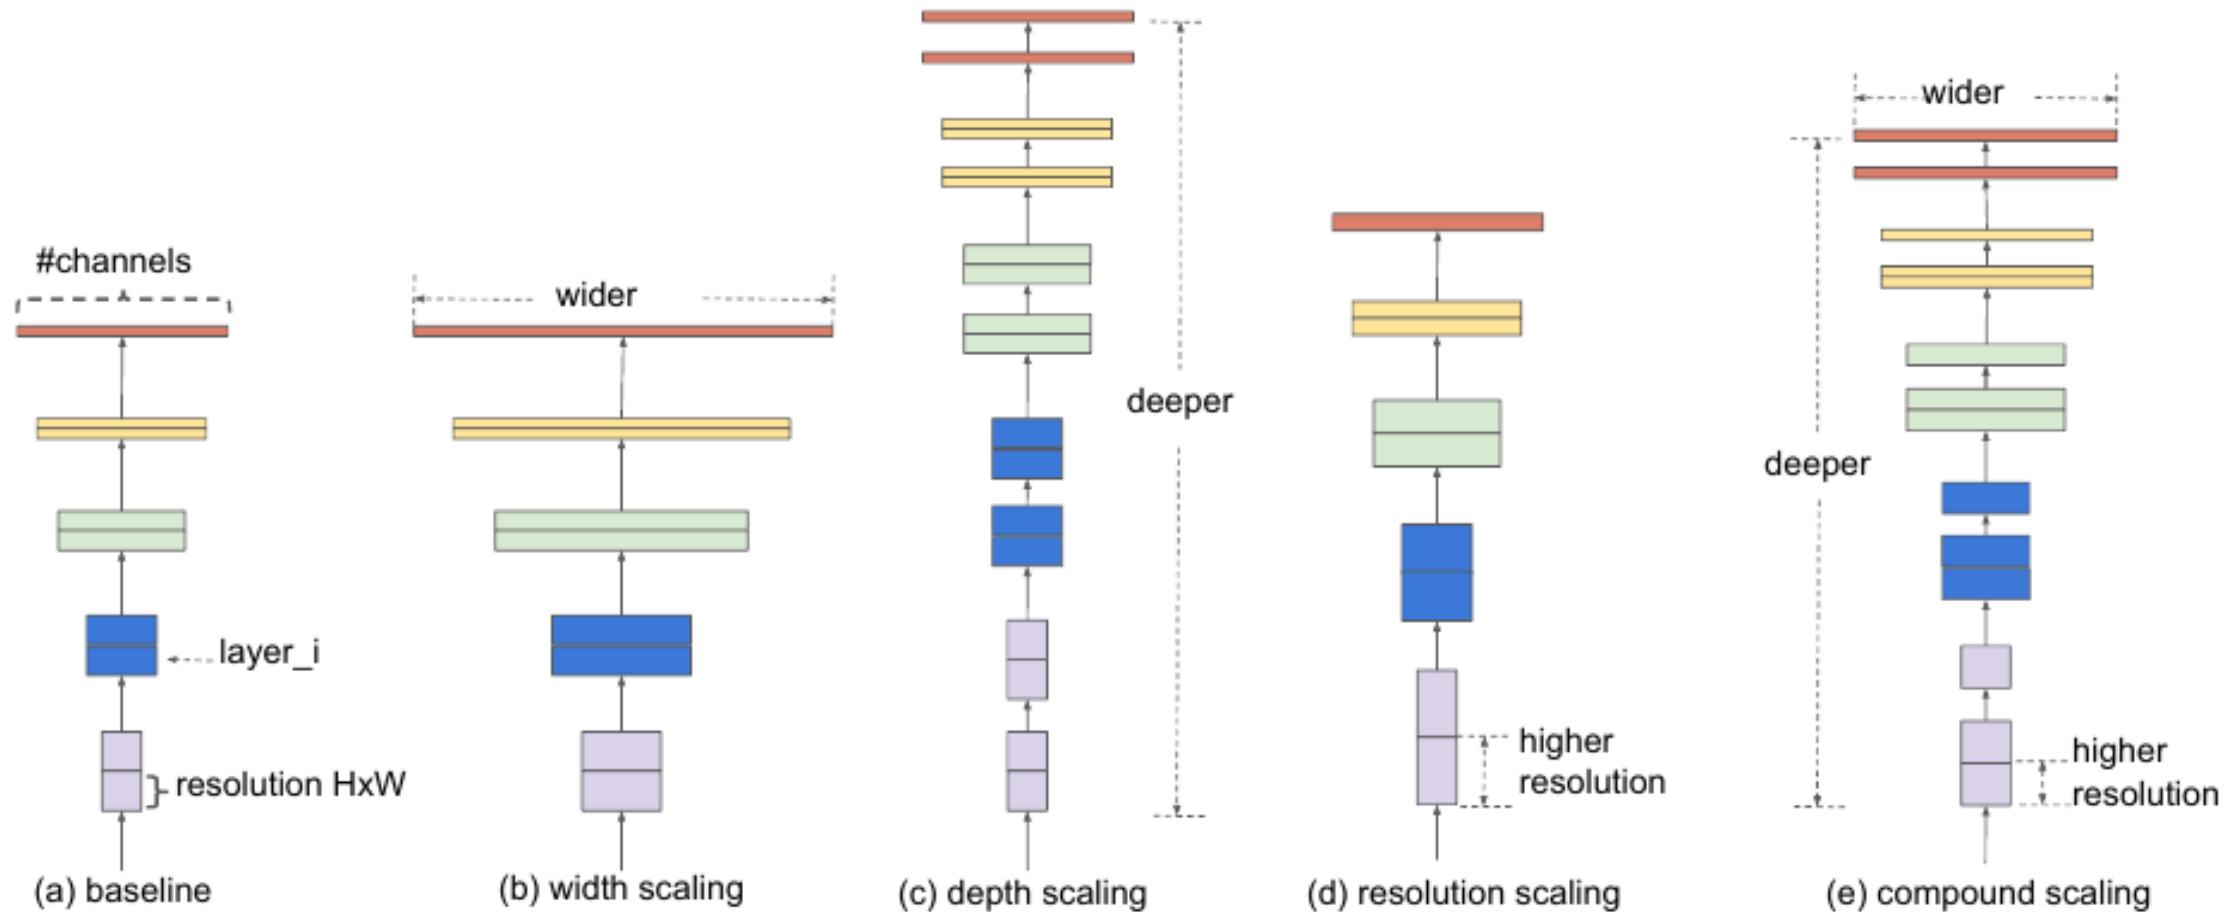 #channels
layer_i
resolution HxW
(a) baseline
wider
(b) width scaling
deeper
(c) depth scaling
higher
resolution
(d) resolution scaling
wider
deeper
higher
resolution
(e) compound scaling